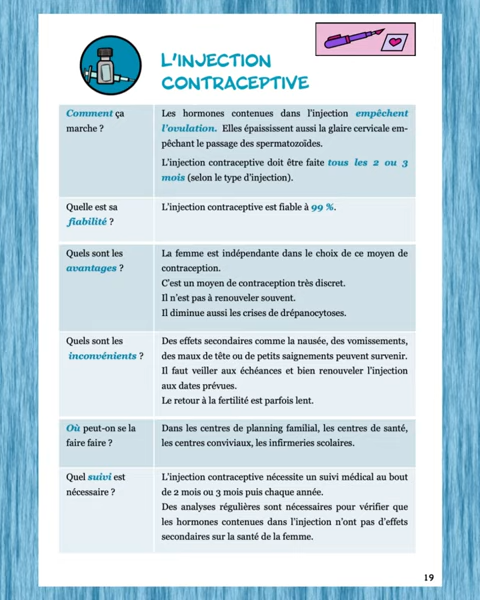 L'INJECTION
CONTRACEPTIVE
Comment ça
marche ?
Les hormones contenues dans l'injection empêchent
l'ovulation. Elles épaississent aussi la glaire cervicale em-
pêchant le passage des spermatozoïdes.
L'injection contraceptive doit être faite tous les 2 ou 3
mois (selon le type d'injection).
Quelle est sa
fiabilité ?
L'injection contraceptive est fiable à 99 %.
Quels sont les
avantages ?
La femme est indépendante dans le choix de ce moyen de
contraception.
C'est un moyen de contraception très discret.
Il n'est pas à renouveler souvent.
Il diminue aussi les crises de drépanocytoses.
Quels sont les
inconvénients ?
Des effets secondaires comme la nausée, des vomissements,
des maux de tête ou de petits saignements peuvent survenir.
Il faut veiller aux échéances et bien renouveler l'injection
aux dates prévues.
Le retour à la fertilité est parfois lent.
Où peut-on se la
faire faire ?
Dans les centres de planning familial, les centres de santé,
les centres conviviaux, les infirmeries scolaires.
Quel suivi est
nécessaire ?
L'injection contraceptive nécessite un suivi médical au bout
de 2 mois ou 3 mois puis chaque année.
Des analyses régulières sont nécessaires pour vérifier que
les hormones contenues dans l'injection n'ont pas d'effets
secondaires sur la santé de la femme.
19